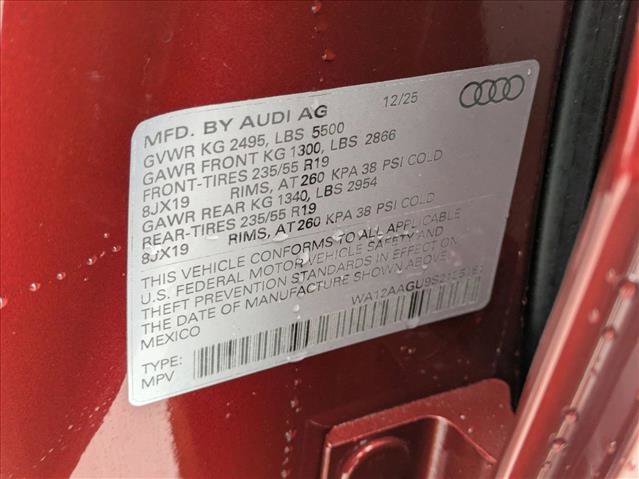 MFD. BY AUDI AG 12/25
GVWR KG 2495, LBS 5500
GAWR FRONT KG 1300, LBS 2866
FRONT-TIRES 235/55 R19
8JX19 RIMS, AT 260 KPA 38 PSI COLD
GAWR REAR KG 1340, LBS 2954
REAR-TIRES 235/55 R19
8JX19 RIMS, AT 260 KPA 38 PSI COLD
THIS VEHICLE CONFORMS TO ALL APPLICABLE
U.S. FEDERAL MOTOR VEHICLE SAFETY AND
THEFT PREVENTION STANDARDS IN EFFECT ON
THE DATE OF MANUFACTURE SHOWN ABOVE.
MEXICO
TYPE:
MPV